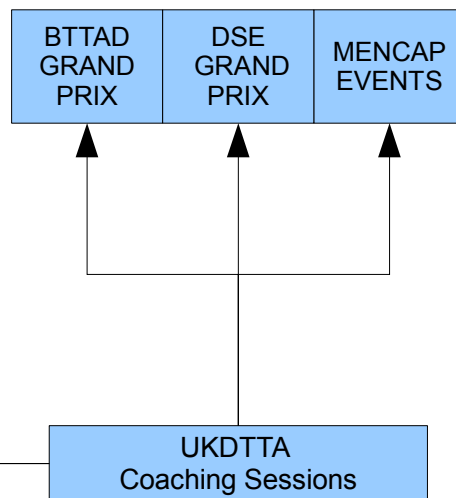 BTTAD
GRAND
PRIX
DSE
GRAND
PRIX
MENCAP
EVENTS
UKDTTA
Coaching Sessions